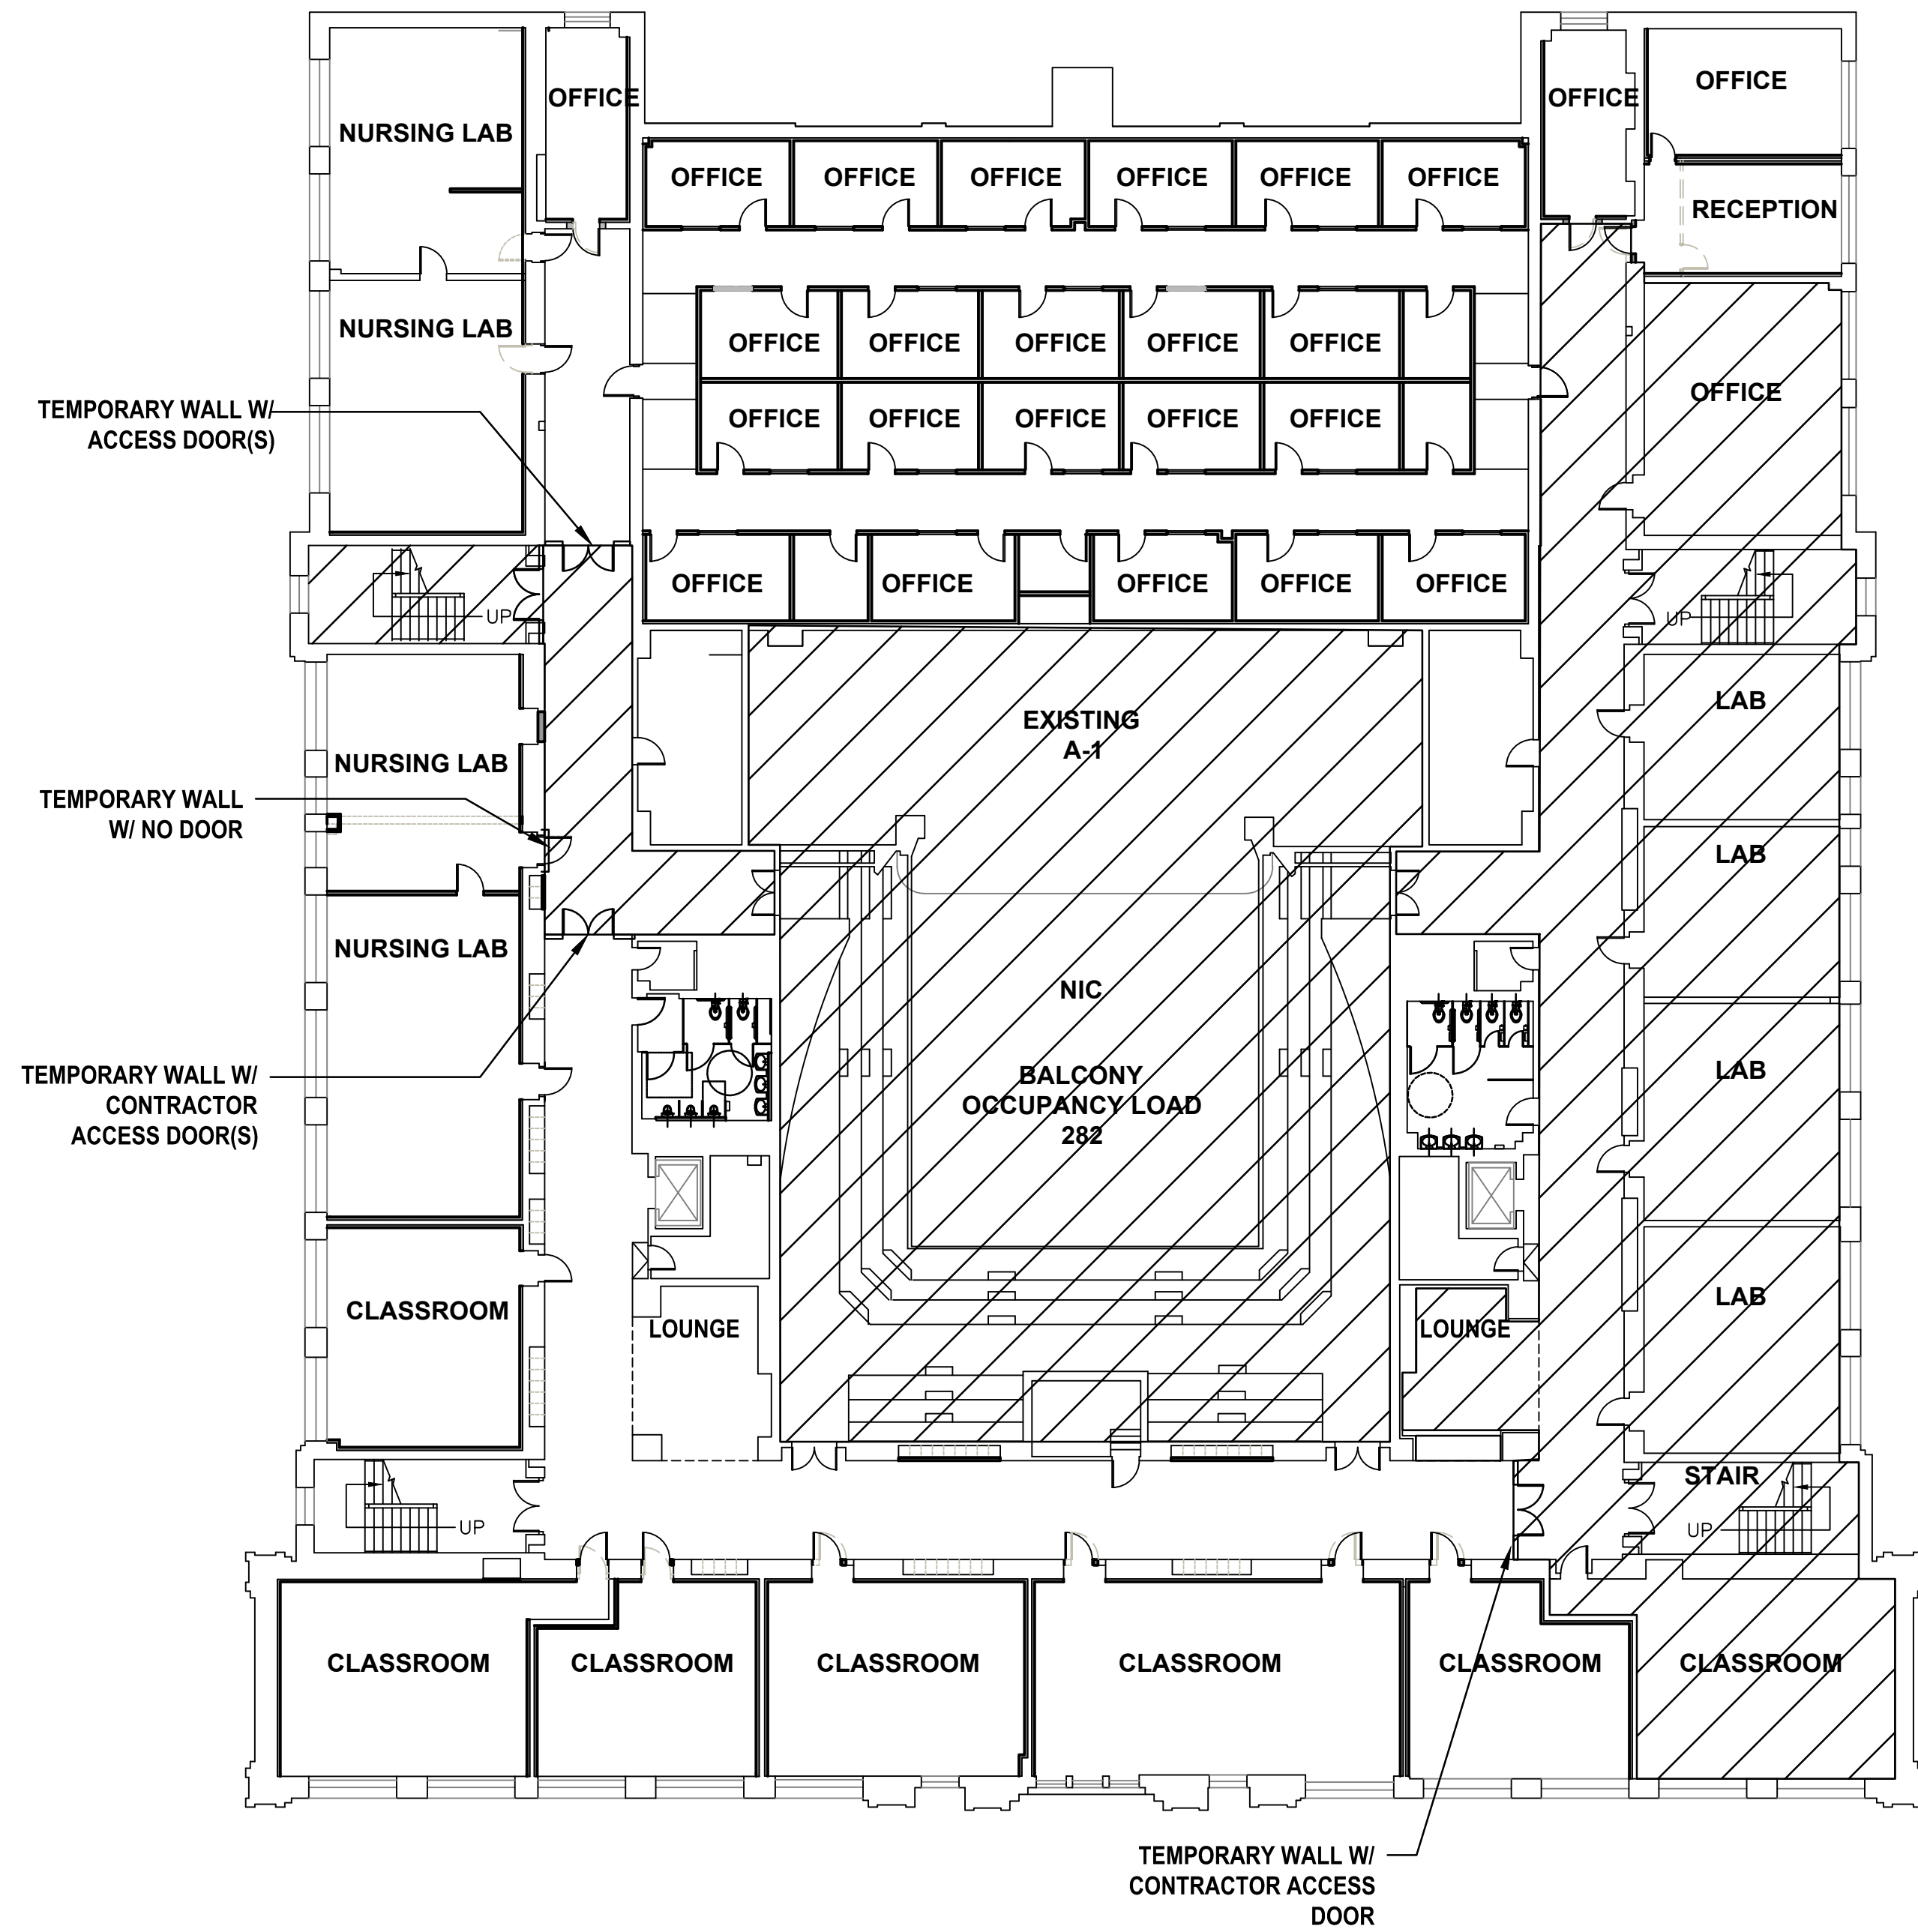 OFFICE
OFFICE
OFFICE
NURSING LAB
OFFICE
OFFICE
OFFICE
OFFICE
OFFICE
OFFICE
RECEPTION
NURSING LAB
OFFICE
OFFICE
OFFICE
OFFICE
OFFICE
OFFICE
TEMPORARY WALL W/
ACCESS DOOR(S)
OFFICE
OFFICE
OFFICE
OFFICE
OFFICE
OFFICE
OFFICE
OFFICE
OFFICE
OFFICE
UP
UP
EXISTING
A-1
LAB
NURSING LAB
TEMPORARY WALL
W/ NO DOOR
LAB
NURSING LAB
NIC
TEMPORARY WALL W/
CONTRACTOR
ACCESS DOOR(S)
BALCONY
OCCUPANCY LOAD
282
LAB
CLASSROOM
LOUNGE
LOUNGE
LAB
STAIR
UP
UP
CLASSROOM
CLASSROOM
CLASSROOM
CLASSROOM
CLASSROOM
CLASSROOM
TEMPORARY WALL W/
CONTRACTOR ACCESS
DOOR